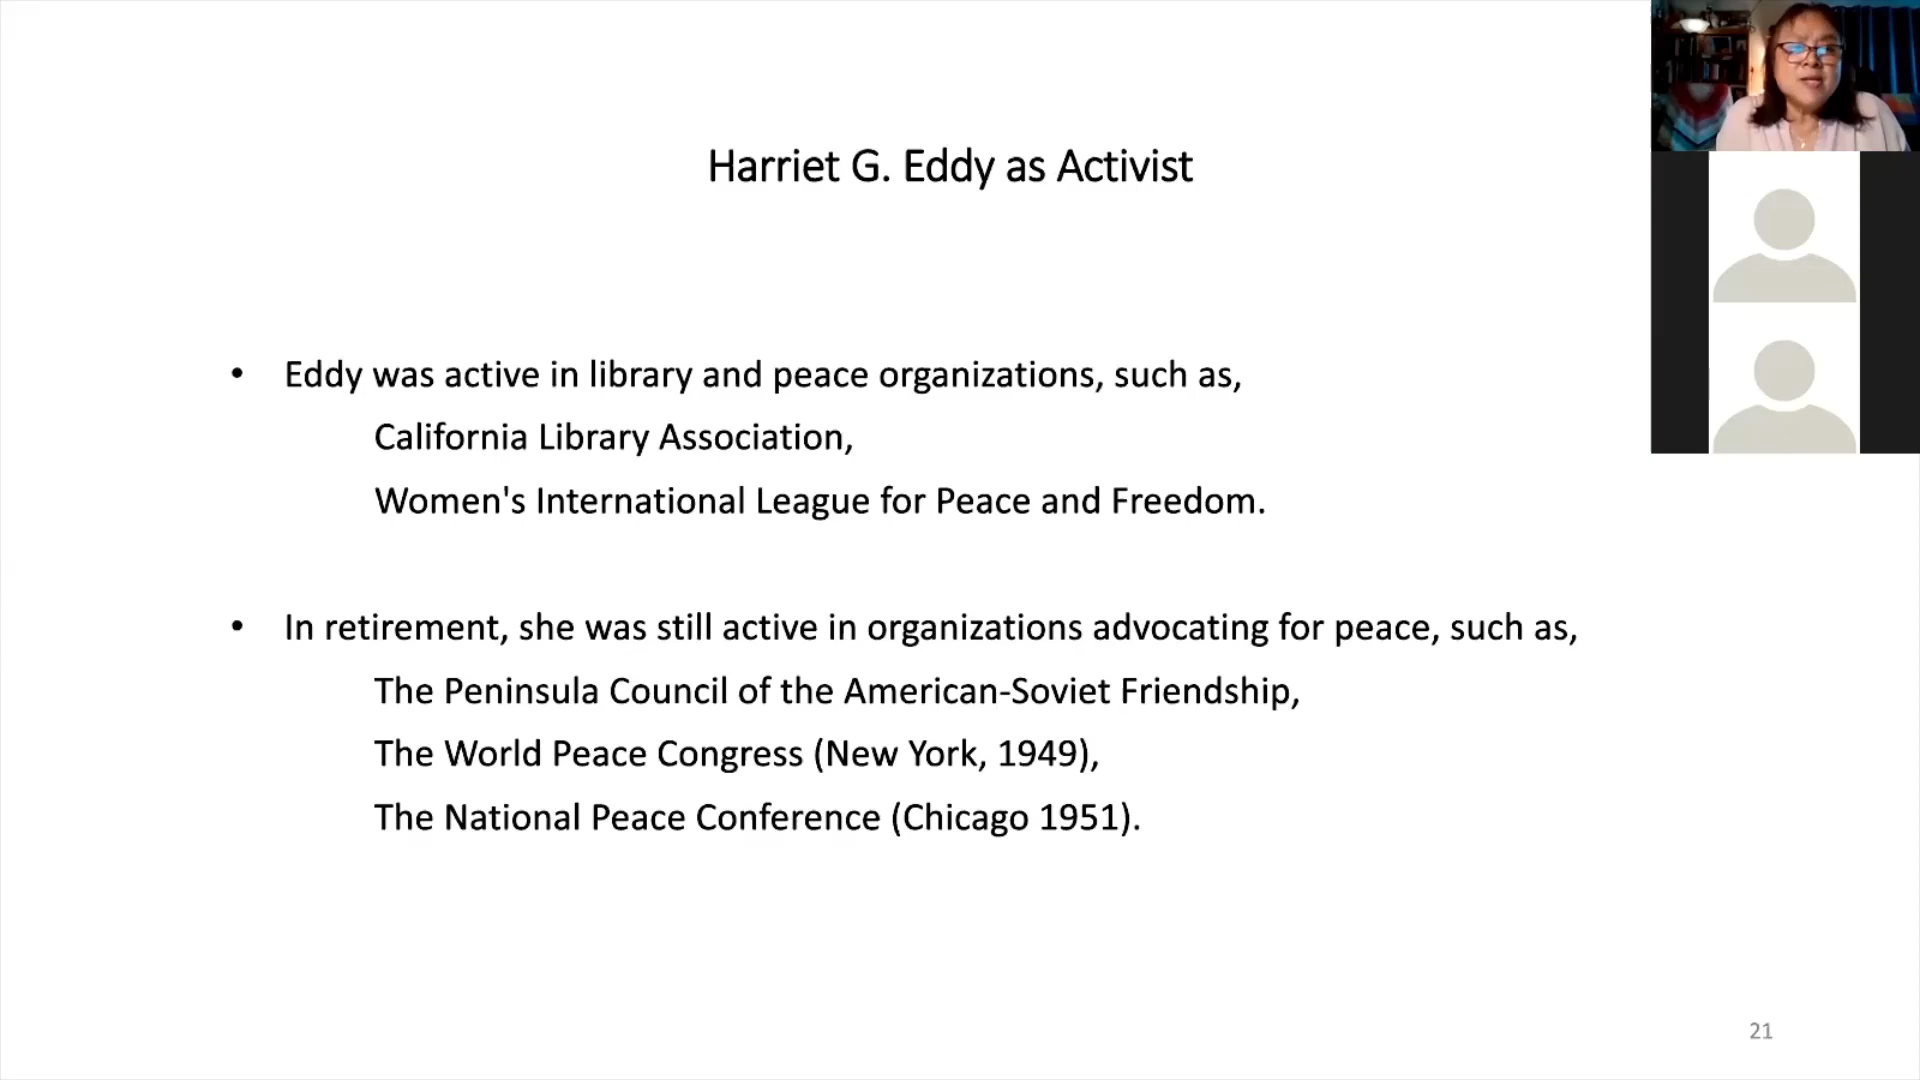 Harriet G. Eddy as Activist
• Eddy was active in library and peace organizations, such as,
California Library Association,
Women's International League for Peace and Freedom.
• In retirement, she was still active in organizations advocating for peace, such as,
The Peninsula Council of the American-Soviet Friendship,
The World Peace Congress (New York, 1949),
The National Peace Conference (Chicago 1951).
21